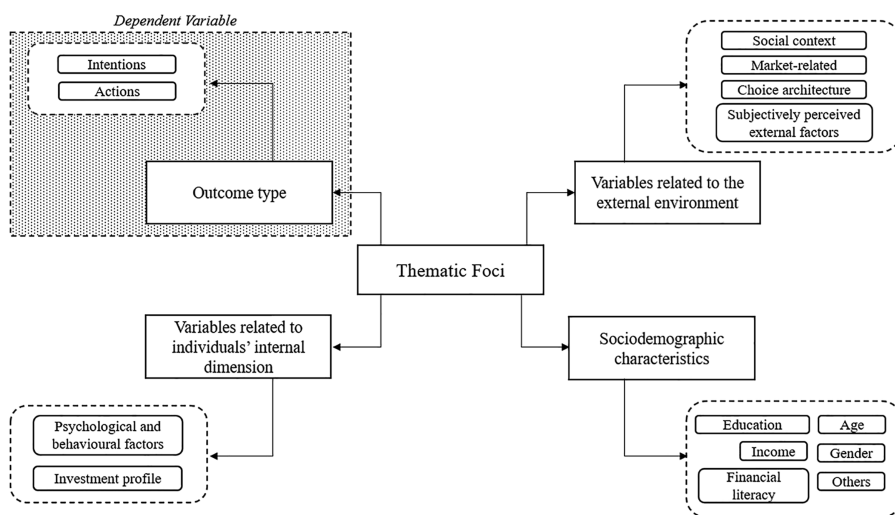 Dependent Variable
Intentions
Actions
Outcome type
Social context
Market-related
Choice architecture
Subjectively perceived
external factors
Variables related to the
external environment
Thematic Foci
Variables related to
individuals’ internal
dimension
Psychological and
behavioural factors
Investment profile
Sociodemographic
characteristics
Education
Age
Income
Gender
Financial
literacy
Others